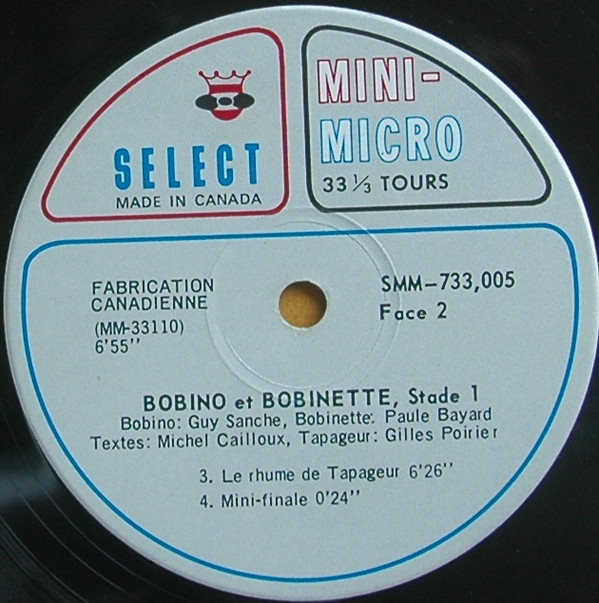 SELECT
MADE IN CANADA
MINI-
MICRO
33 1/3 TOURS
FABRICATION
CANADIENNE
(MM-33110)
6'55''
SMM-733,005
Face 2
BOBINO et BOBINETTE, Stade 1
Bobino: Guy Sanche, Bobinette: Paule Bayard
Textes: Michel Cailloux, Tapageur: Gilles Poirier
3. Le rhume de Tapageur 6'26''
4. Mini-finale 0'24''